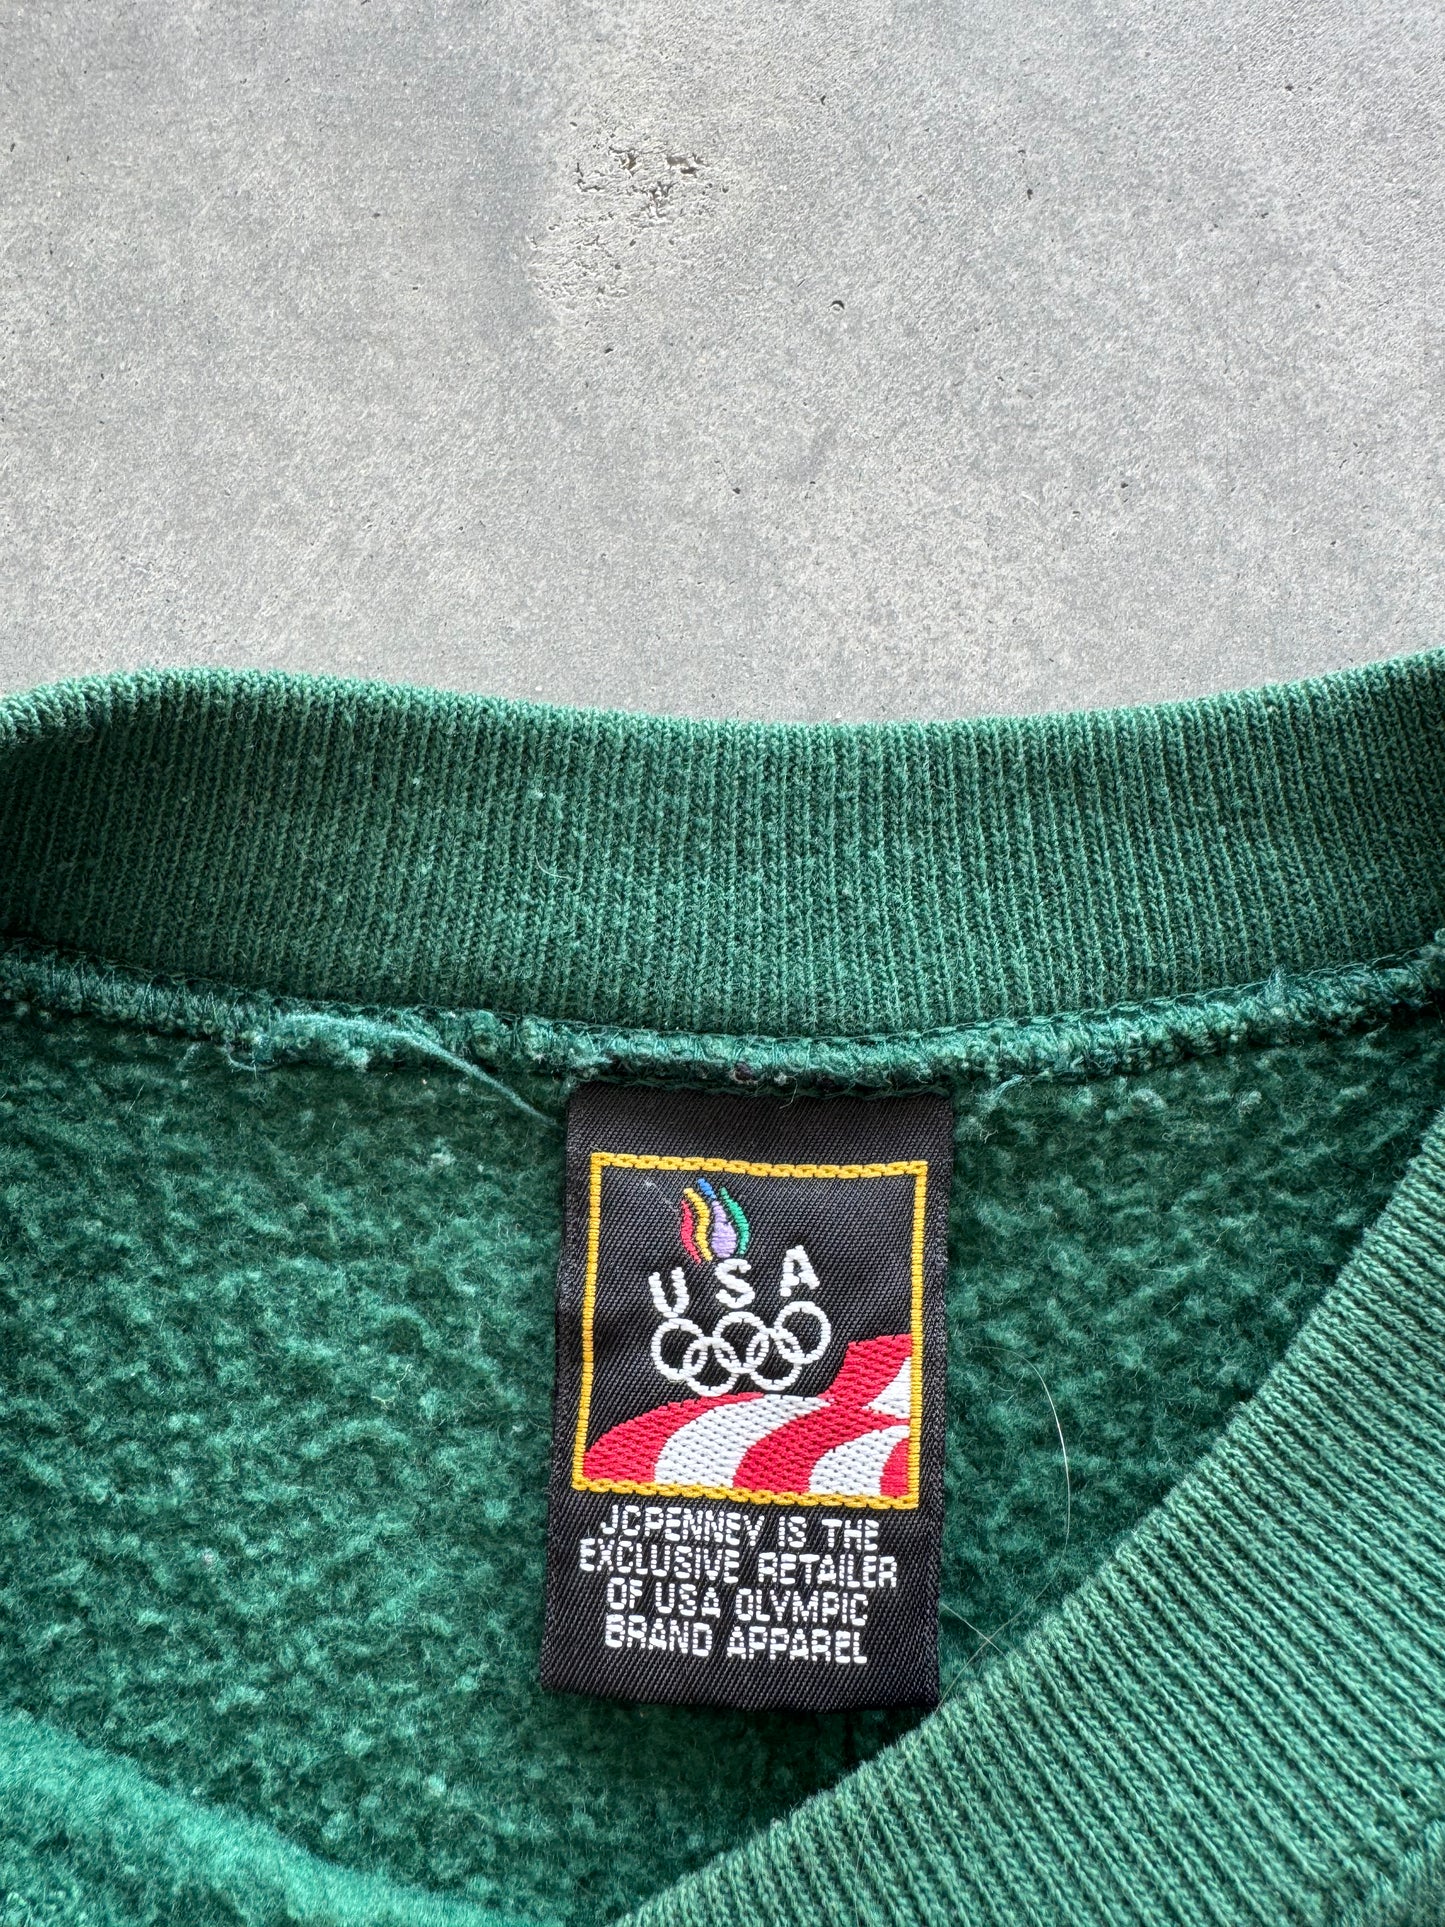 USA
JCPENNEY IS THE
EXCLUSIVE RETAILER
OF USA OLYMPIC
BRAND APPAREL